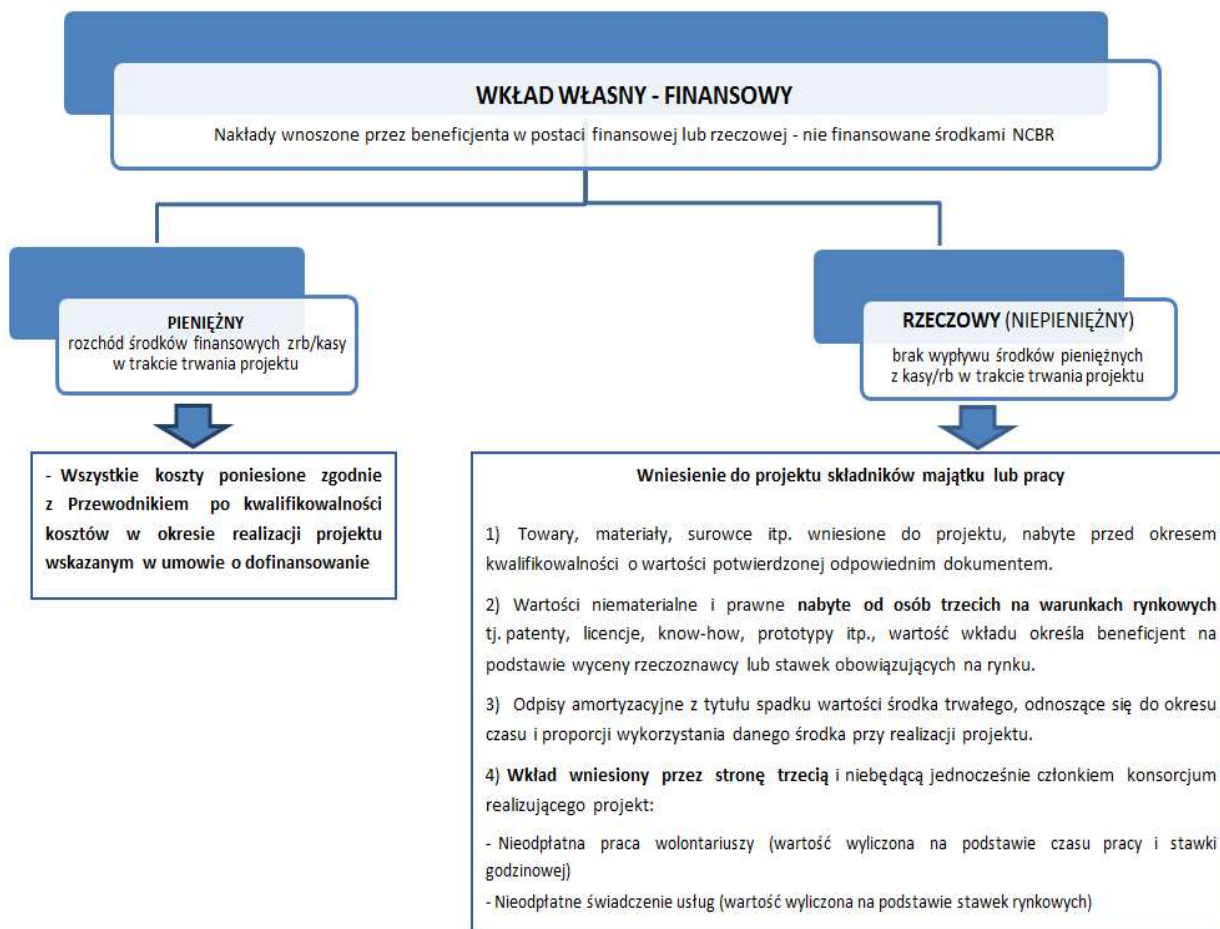 WKŁAD WŁASNY - FINANSOWY
Nakłady wnoszone przez beneficjenta w postaci finansowej lub rzeczowej - nie finansowane środkami NCBR
PIENIĘŻNY
rozchód środków finansowych zrb/kasy
w trakcie trwania projektu
- Wszystkie koszty poniesione zgodnie
z Przewodnikiem po kwalifikowalności
kosztów w okresie realizacji projektu
wskazanym w umowie o dofinansowanie
RZECZOWY (NIEPIENIĘŻNY)
brak wypływu środków pieniężnych
z kasy/rb w trakcie trwania projektu
Wniesienie do projektu składników majątku lub pracy
1) Towary, materiały, surowce itp. wniesione do projektu, nabyte przed okresem
kwalifikowalności o wartości potwierdzonej odpowiednim dokumentem.
2) Wartości niematerialne i prawne nabyte od osób trzecich na warunkach rynkowych
tj. patenty, licencje, know-how, prototypy itp., wartość wkładu określa beneficjent na
podstawie wyceny rzeczoznawcy lub stawek obowiązujących na rynku.
3) Odpisy amortyzacyjne z tytułu spadku wartości środka trwałego, odnoszące się do okresu
czasu i proporcji wykorzystania danego środka przy realizacji projektu.
4) Wkład wniesiony przez stronę trzecią i niebędącą jednocześnie członkiem konsorcjum
realizującego projekt:
- Nieodpłatna praca wolontariuszy (wartość wyliczona na podstawie czasu pracy i stawki
godzinowej)
- Nieodpłatne świadczenie usług (wartość wyliczona na podstawie stawek rynkowych)